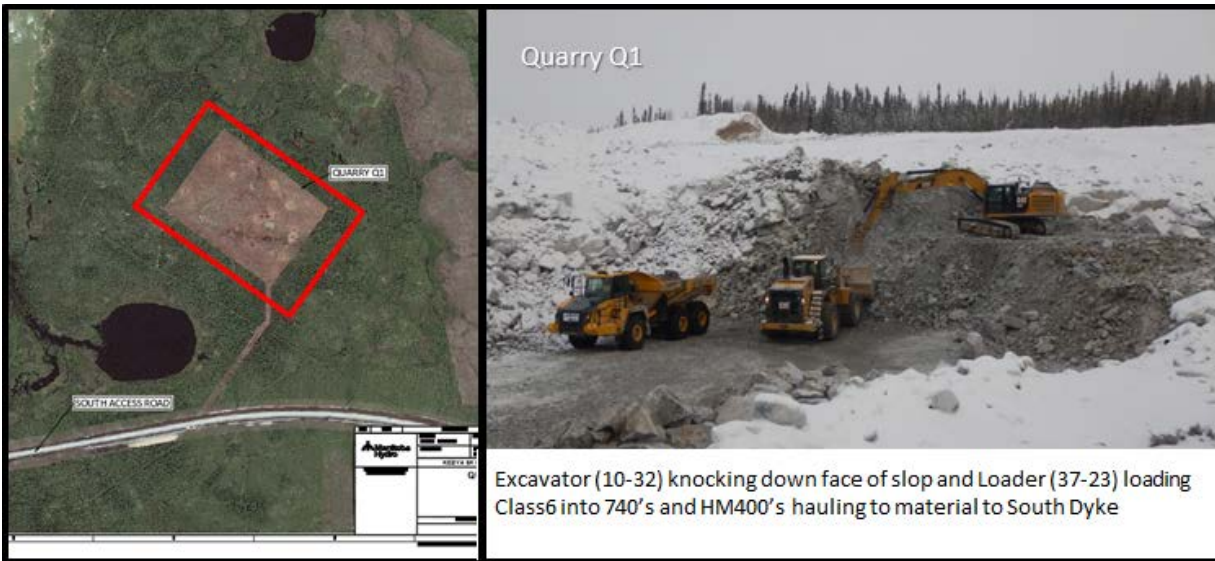 QUARRY Q1
SOUTH ACCESS ROAD
Manitoba
Hydro
Quarry Q1
Excavator (10-32) knocking down face of slop and Loader (37-23) loading
Class6 into 740's and HM400's hauling to material to South Dyke